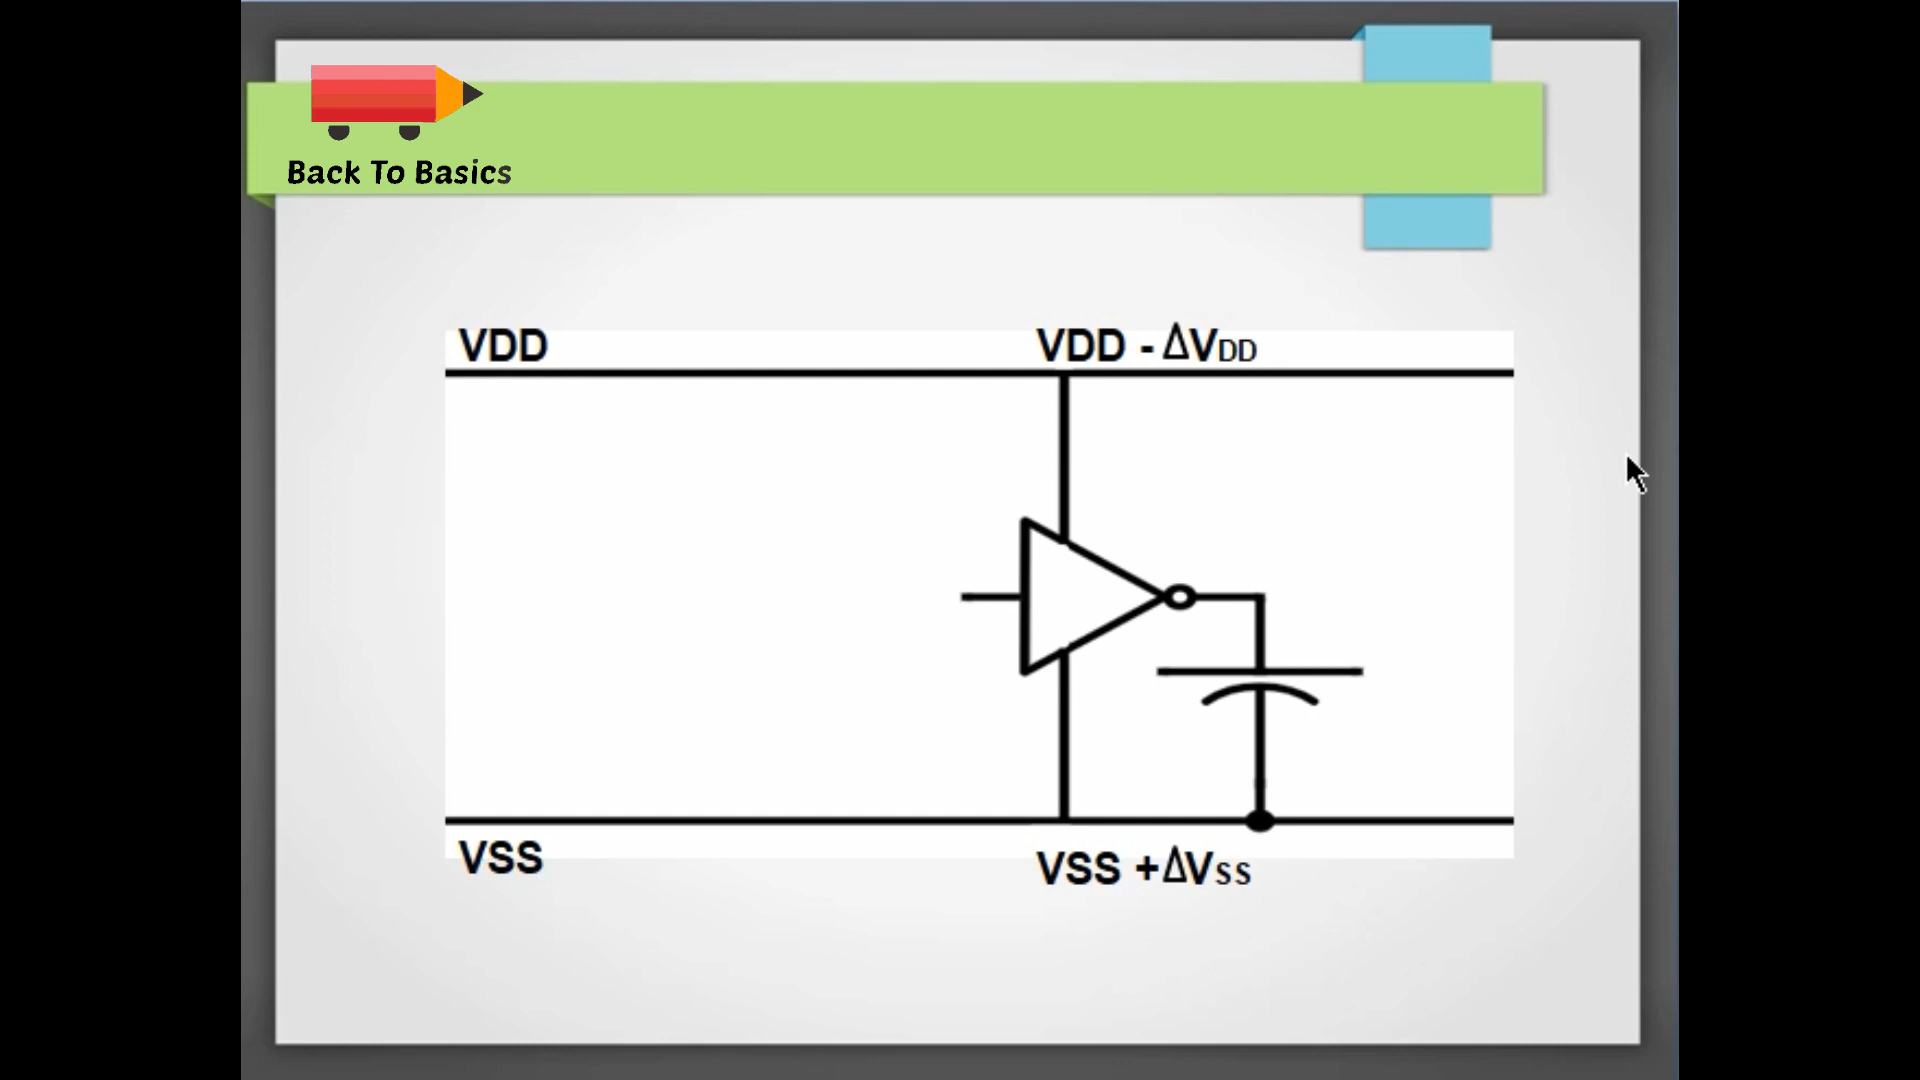 Back To Basics
VDD
VDD - ΔVDD
VSS
VSS +ΔVSS